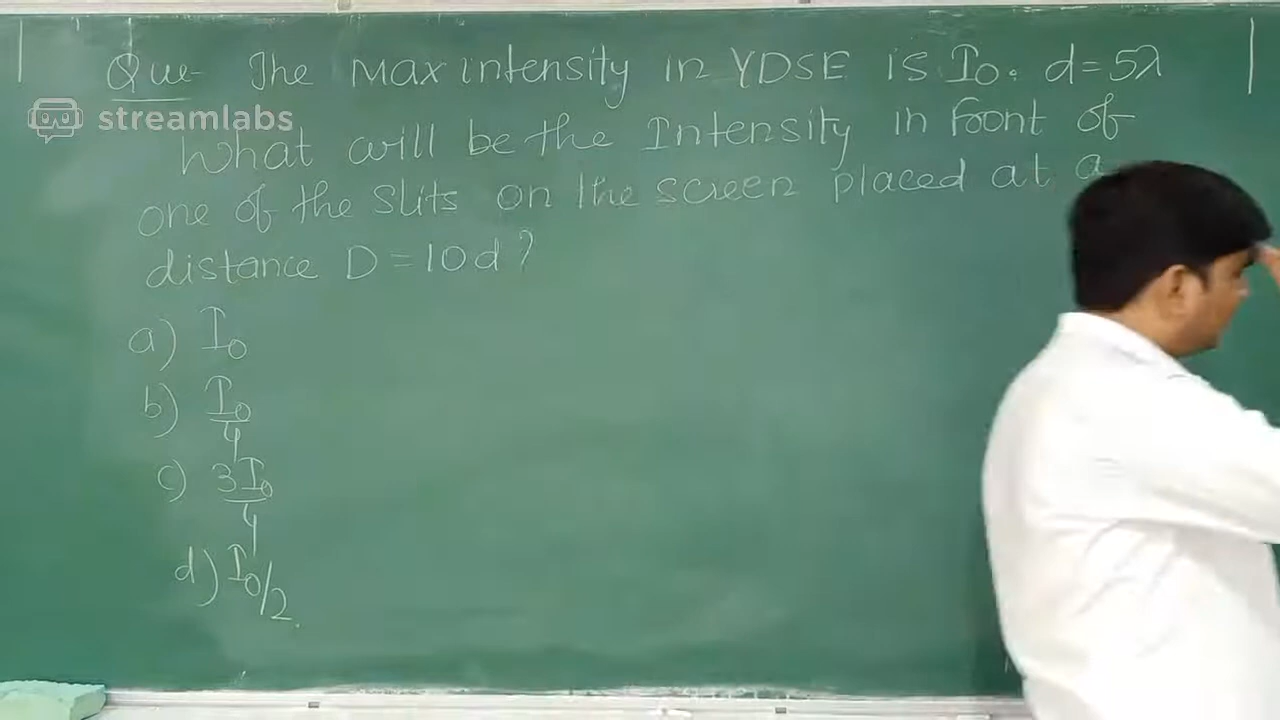 Que- The Max intensity in YDSE is I0. d=5λ
streamlabs
What will be the Intensity in front of
one of the slits on the screen placed at a
distance D = 10d ?
a) I0
b) I0/4
c) 3I0/4
d) I0/2.